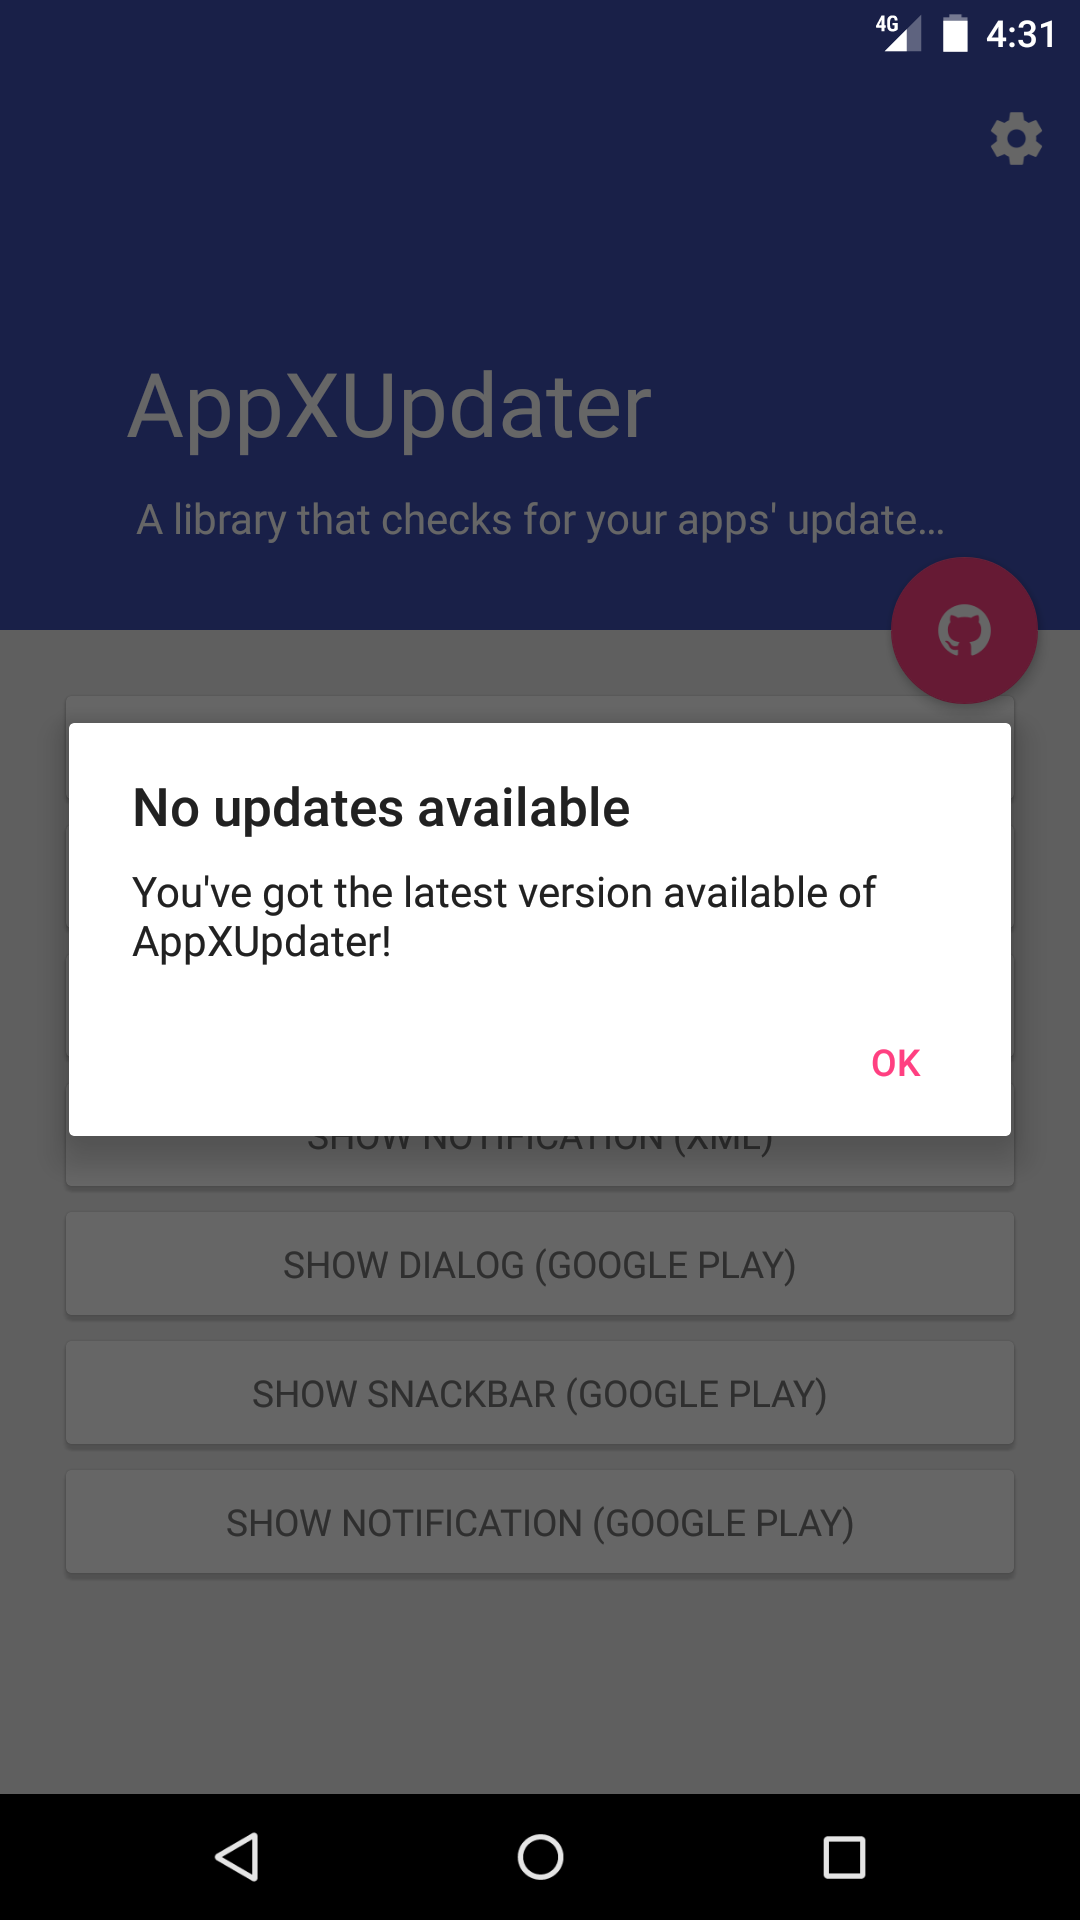 4G 4:31
AppXUpdater
A library that checks for your apps' update...
No updates available
You've got the latest version available of
AppXUpdater!
OK
SHOW NOTIFICATION (XML)
SHOW DIALOG (GOOGLE PLAY)
SHOW SNACKBAR (GOOGLE PLAY)
SHOW NOTIFICATION (GOOGLE PLAY)